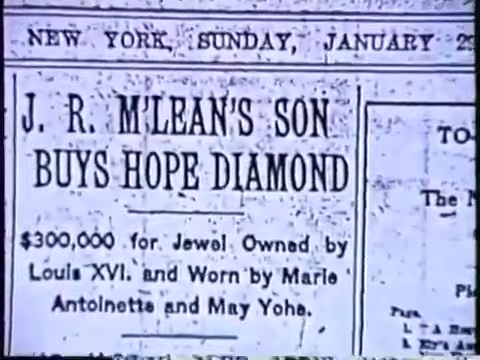 NEW YORK, SUNDAY, JANUARY 29
J. R. M'LEAN'S SON
BUYS HOPE DIAMOND
$300,000 for Jewel Owned by
Louis XVI. and Worn by Marie
Antoinette and May Yohe.
TO-
The